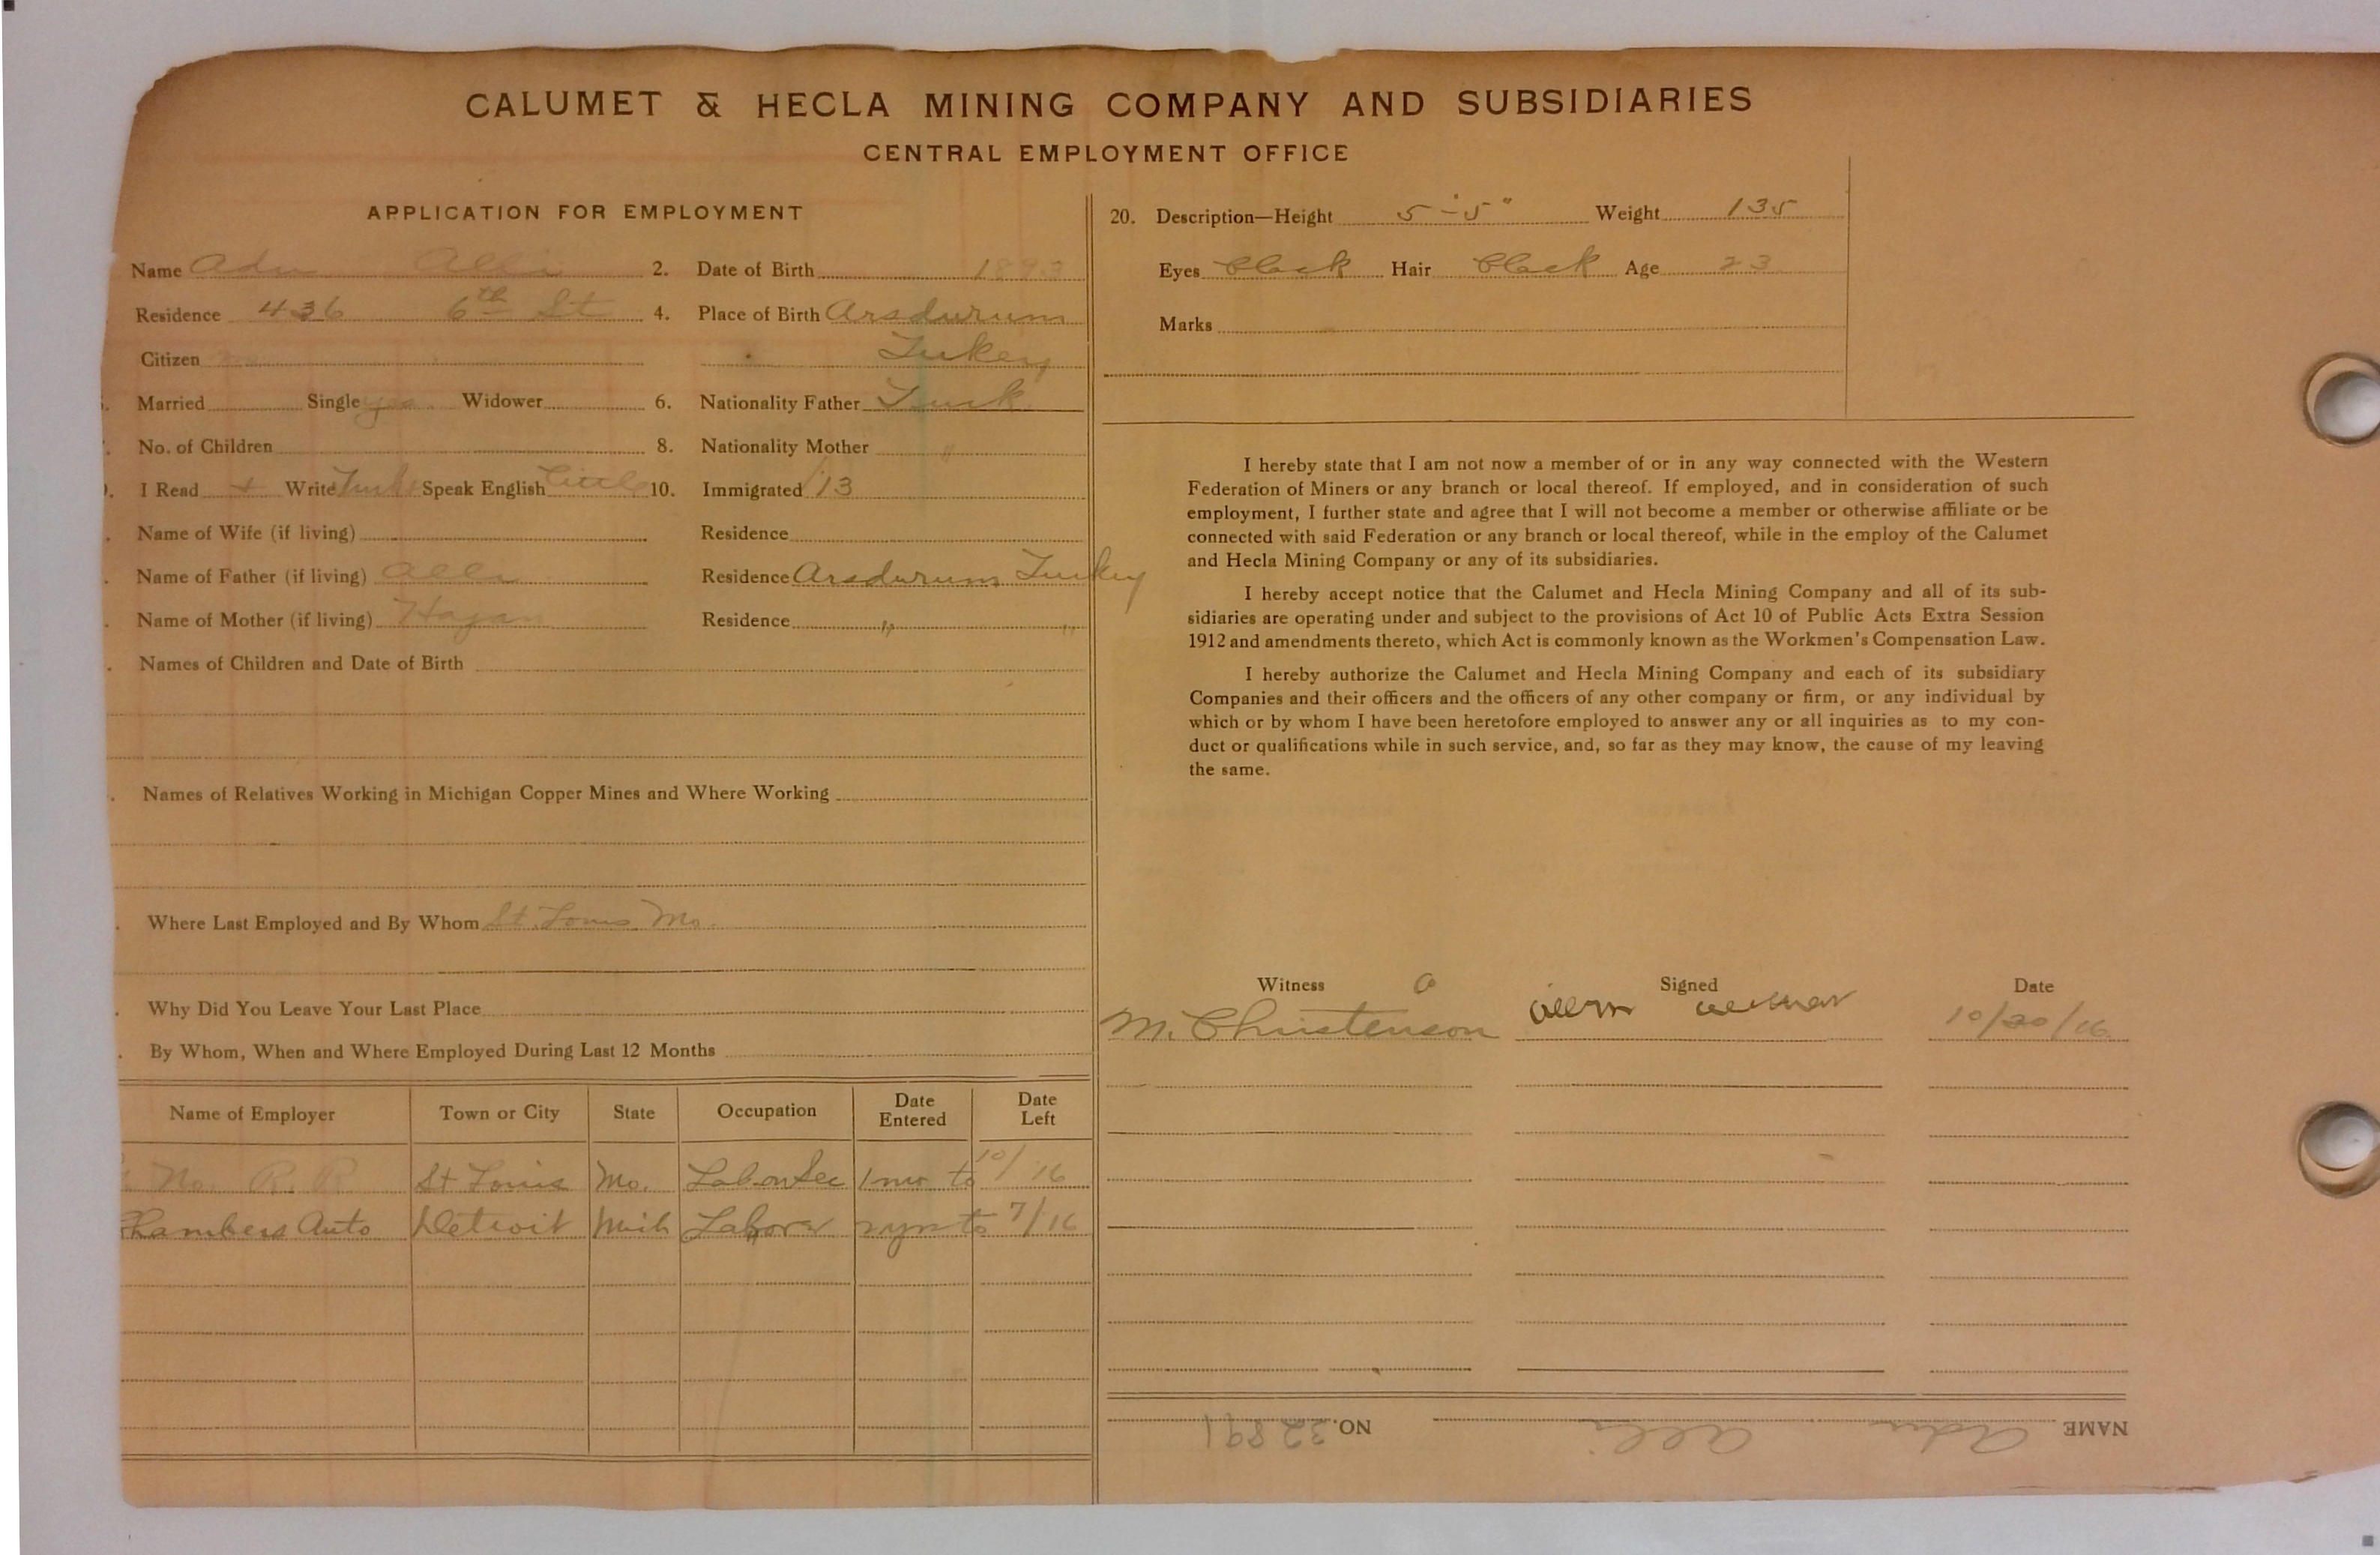 CALUMET & HECLA MINING COMPANY AND SUBSIDIARIES
CENTRAL EMPLOYMENT OFFICE
APPLICATION FOR EMPLOYMENT
Name Adu Alli 2. Date of Birth 1893
Residence 436 6th St 4. Place of Birth Arsdurum
Citizen Tukey
Married Single yes Widower 6. Nationality Father Turk
No. of Children 8. Nationality Mother "
I Read + Write Turk Speak English Little 10. Immigrated '13
Name of Wife (if living) Residence
Name of Father (if living) Alli Residence Arsdurum Turkey
Name of Mother (if living) Hajan Residence " "
Names of Children and Date of Birth
Names of Relatives Working in Michigan Copper Mines and Where Working
Where Last Employed and By Whom St. Louis Mo.
Why Did You Leave Your Last Place
By Whom, When and Where Employed During Last 12 Months
Name of Employer Town or City State Occupation Date Entered Date Left
Mo. R. R. St Louis Mo. Labor Sec 1 mo to 10/16
Chambers Auto Detroit Mich Labora 2 yrs to 7/16
20. Description—Height 5-5" Weight 135
Eyes Black Hair Black Age 23
Marks
I hereby state that I am not now a member of or in any way connected with the Western
Federation of Miners or any branch or local thereof. If employed, and in consideration of such
employment, I further state and agree that I will not become a member or otherwise affiliate or be
connected with said Federation or any branch or local thereof, while in the employ of the Calumet
and Hecla Mining Company or any of its subsidiaries.
I hereby accept notice that the Calumet and Hecla Mining Company and all of its sub-
sidiaries are operating under and subject to the provisions of Act 10 of Public Acts Extra Session
1912 and amendments thereto, which Act is commonly known as the Workmen's Compensation Law.
I hereby authorize the Calumet and Hecla Mining Company and each of its subsidiary
Companies and their officers and the officers of any other company or firm, or any individual by
which or by whom I have been heretofore employed to answer any or all inquiries as to my con-
duct or qualifications while in such service, and, so far as they may know, the cause of my leaving
the same.
Witness Signed Date
M. Christenson 10/20/16
NAME Adu Alli NO. 32891